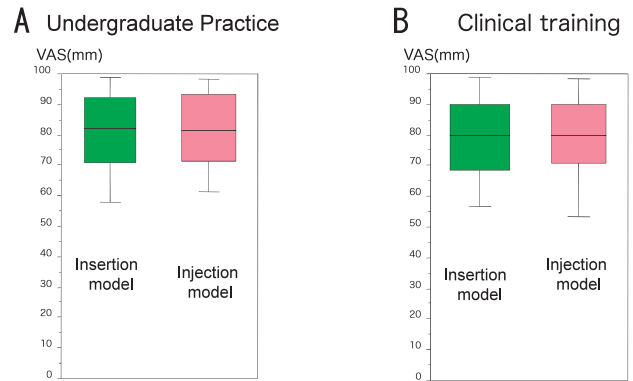 A Undergraduate Practice
VAS(mm)
100
90
80
70
60
50
40
30
20
10
0
Insertion
model
Injection
model
B Clinical training
VAS(mm)
100
90
80
70
60
50
40
30
20
10
0
Insertion
model
Injection
model